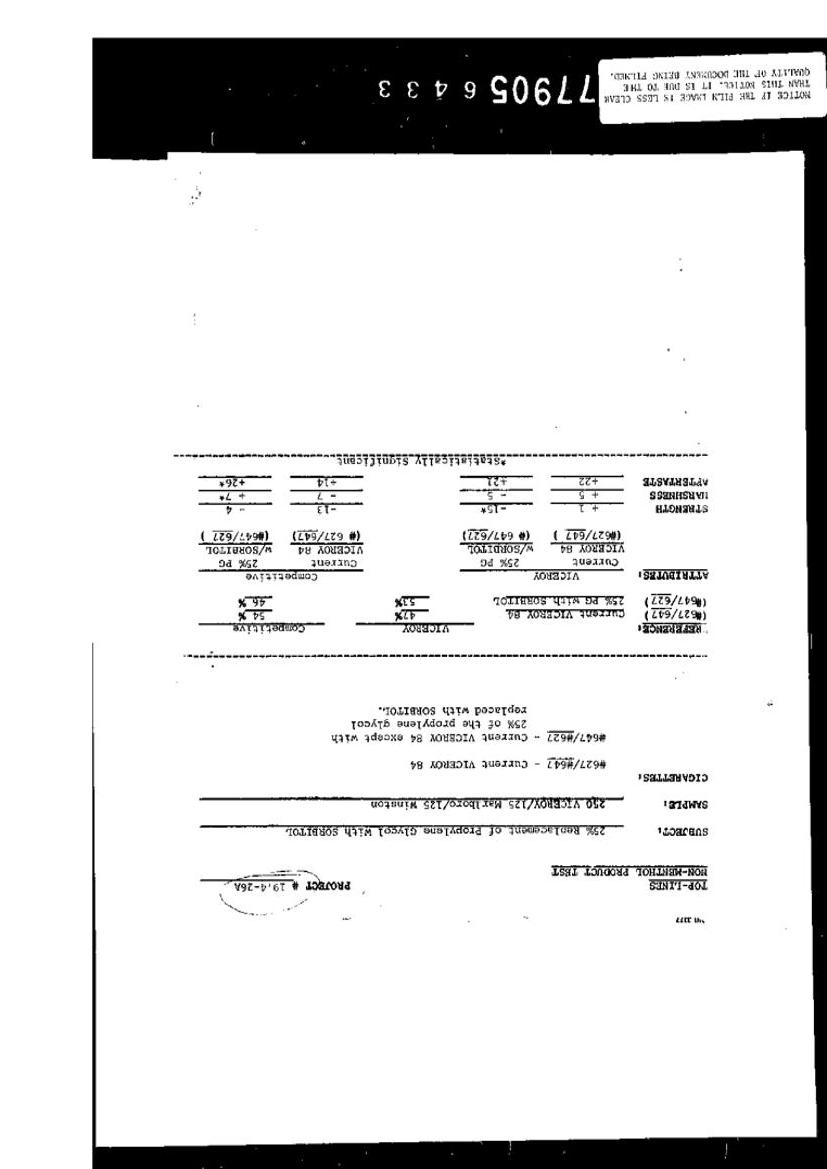 TOP-LINES
NON-MENTHOL PRODUCT TEST
PROJECT # 19.4-26A
SUBJECT: 25% Replacement of Propylene Glycol with SORBITOL
SAMPLE: 250 VICEROY/125 Marlboro/125 Winston
CIGARETTES:
#627/#647 - Current VICEROY 84
#647/#627 - Current VICEROY 84 except with
25% of the propylene glycol
replaced with SORBITOL.
REFERENCE: VICEROY Competitive
(#627/647) Current VICEROY 84 47% 54 %
(#647/627) 25% PG with SORBITOL 53% 46 %
ATTRIBUTES: VICEROY Competitive
Current 25% PG Current 25% PG
VICEROY 84 w/SORBITOL VICEROY 84 w/SORBITOL
(#627/647 ) (# 647/627) (# 627/647) (#647/627 )
STRENGTH + 1 -15* -13 - 4
HARSHNESS + 5 - 5 - 7 + 7*
AFTERTASTE +22 +21 +14 +26*
*Statistically Significant
77905 6433
NOTICE IF THE FILM IMAGE IS LESS CLEAR
THAN THIS NOTICE, IT IS DUE TO THE
QUALITY OF THE DOCUMENT BEING FILMED.